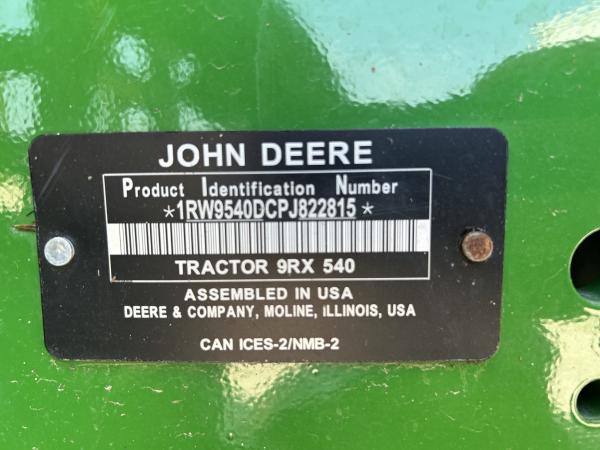 JOHN DEERE
Product Identification Number
*1RW9540DCPJ822815*
TRACTOR 9RX 540
ASSEMBLED IN USA
DEERE & COMPANY, MOLINE, ILLINOIS, USA
CAN ICES-2/NMB-2